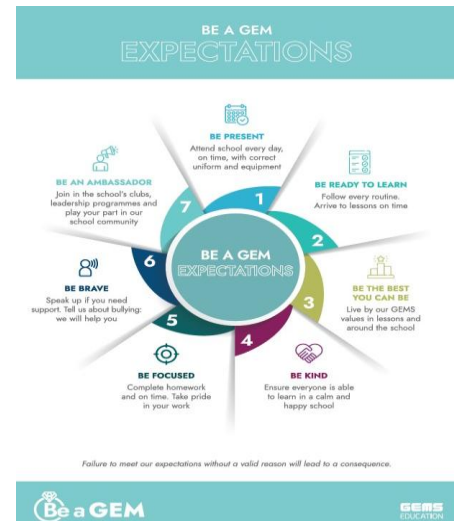 BE A GEM
EXPECTATIONS
BE PRESENT
Attend school every day,
on time, with correct
uniform and equipment
1
BE READY TO LEARN
Follow every routine.
Arrive to lessons on time
2
BE THE BEST
YOU CAN BE
Live by our GEMS
values in lessons and
around the school
3
BE KIND
Ensure everyone is able
to learn in a calm and
happy school
4
BE FOCUSED
Complete homework
and on time. Take pride
in your work
5
BE BRAVE
Speak up if you need
support. Tell us about bullying:
we will help you
6
BE AN AMBASSADOR
Join in the school's clubs,
leadership programmes and
play your part in our
school community
7
BE A GEM
EXPECTATIONS
Failure to meet our expectations without a valid reason will lead to a consequence.
Be a GEM
GEMS
EDUCATION